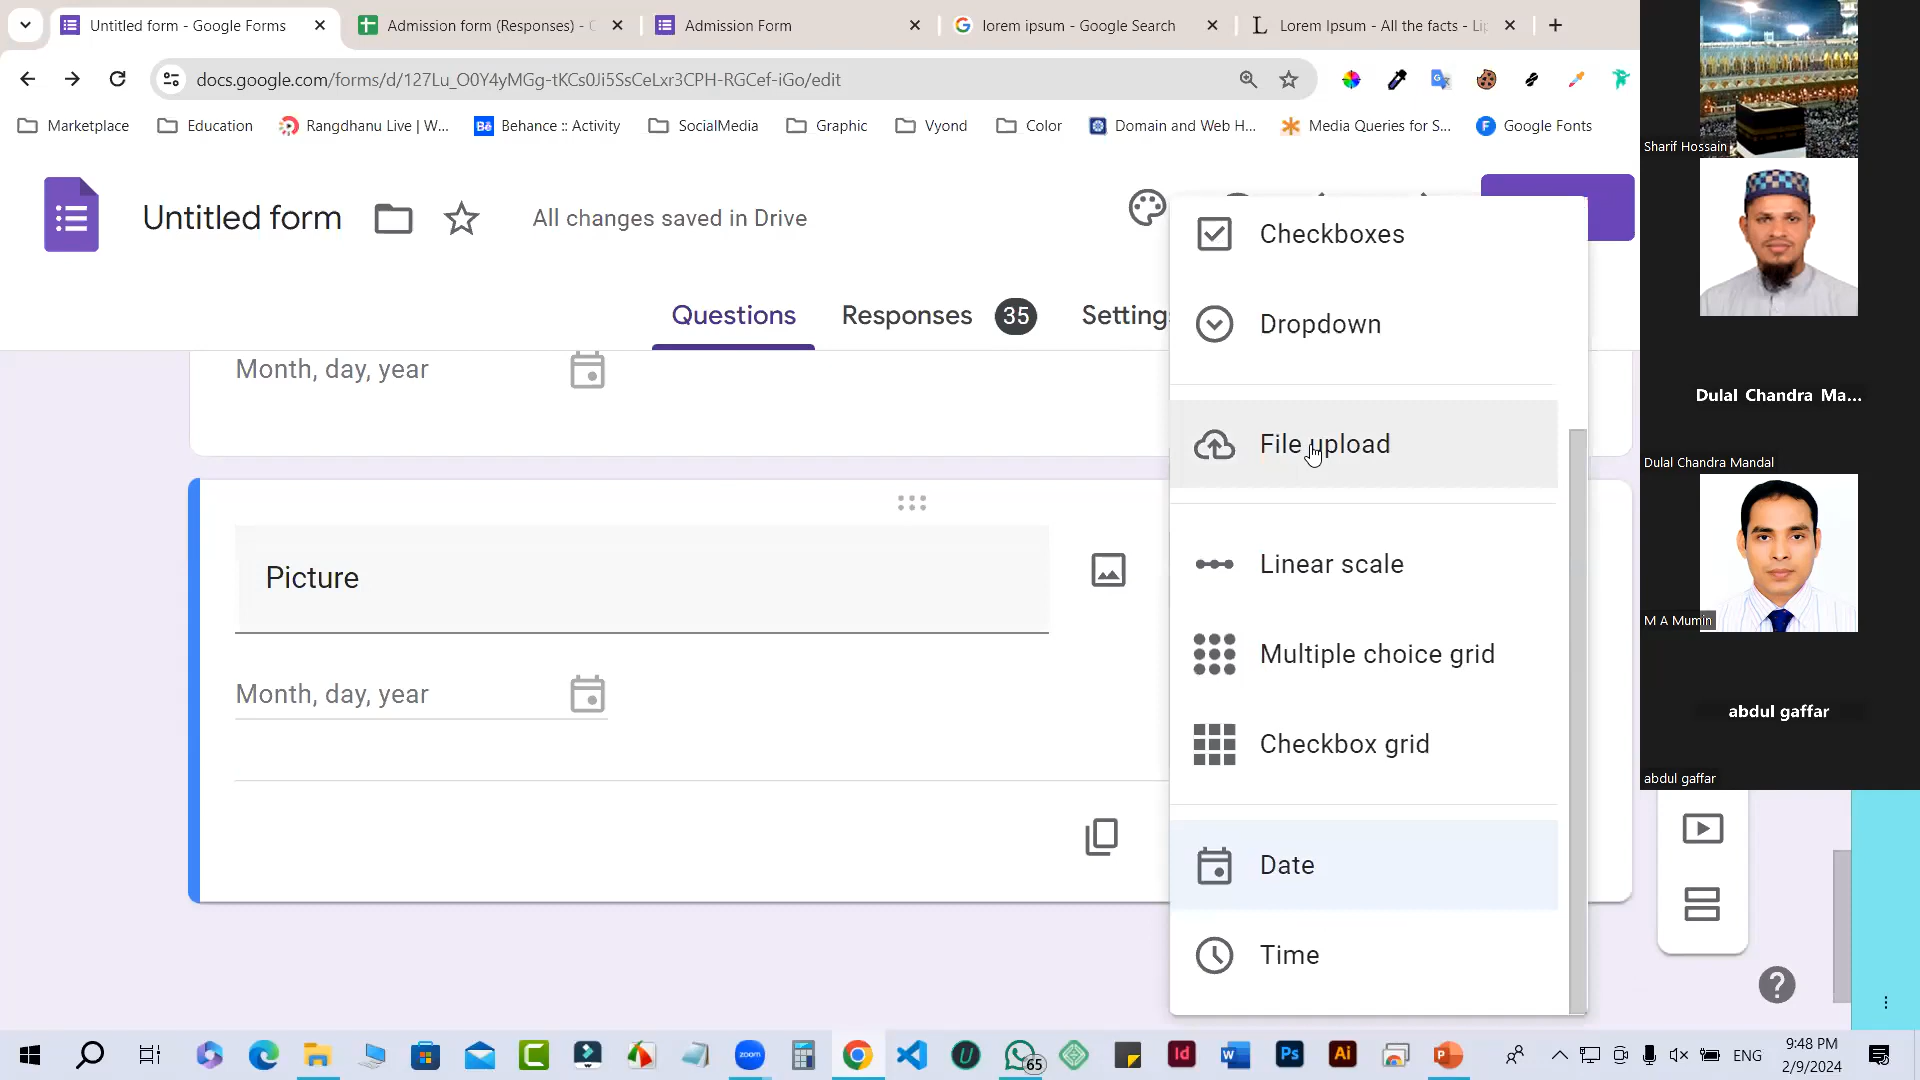 Untitled form - Google Forms
Admission form (Responses) -
Admission Form
lorem ipsum - Google Search
Lorem Ipsum - All the facts - Lip
docs.google.com/forms/d/127Lu_O0Y4yMGg-tKCs0Ji5SsCeLxr3CPH-RGCef-iGo/edit
Marketplace
Education
Rangdhanu Live | W...
Behance :: Activity
SocialMedia
Graphic
Vyond
Color
Domain and Web H...
Media Queries for S...
Google Fonts
Untitled form
All changes saved in Drive
Questions
Responses 35
Setting
Month, day, year
Picture
Month, day, year
Checkboxes
Dropdown
File upload
Linear scale
Multiple choice grid
Checkbox grid
Date
Time
Sharif Hossain
Dulal Chandra Ma...
Dulal Chandra Mandal
M A Mumin
abdul gaffar
abdul gaffar
zoom
65
Id
W
Ps
Ai
P
ENG
9:48 PM
2/9/2024